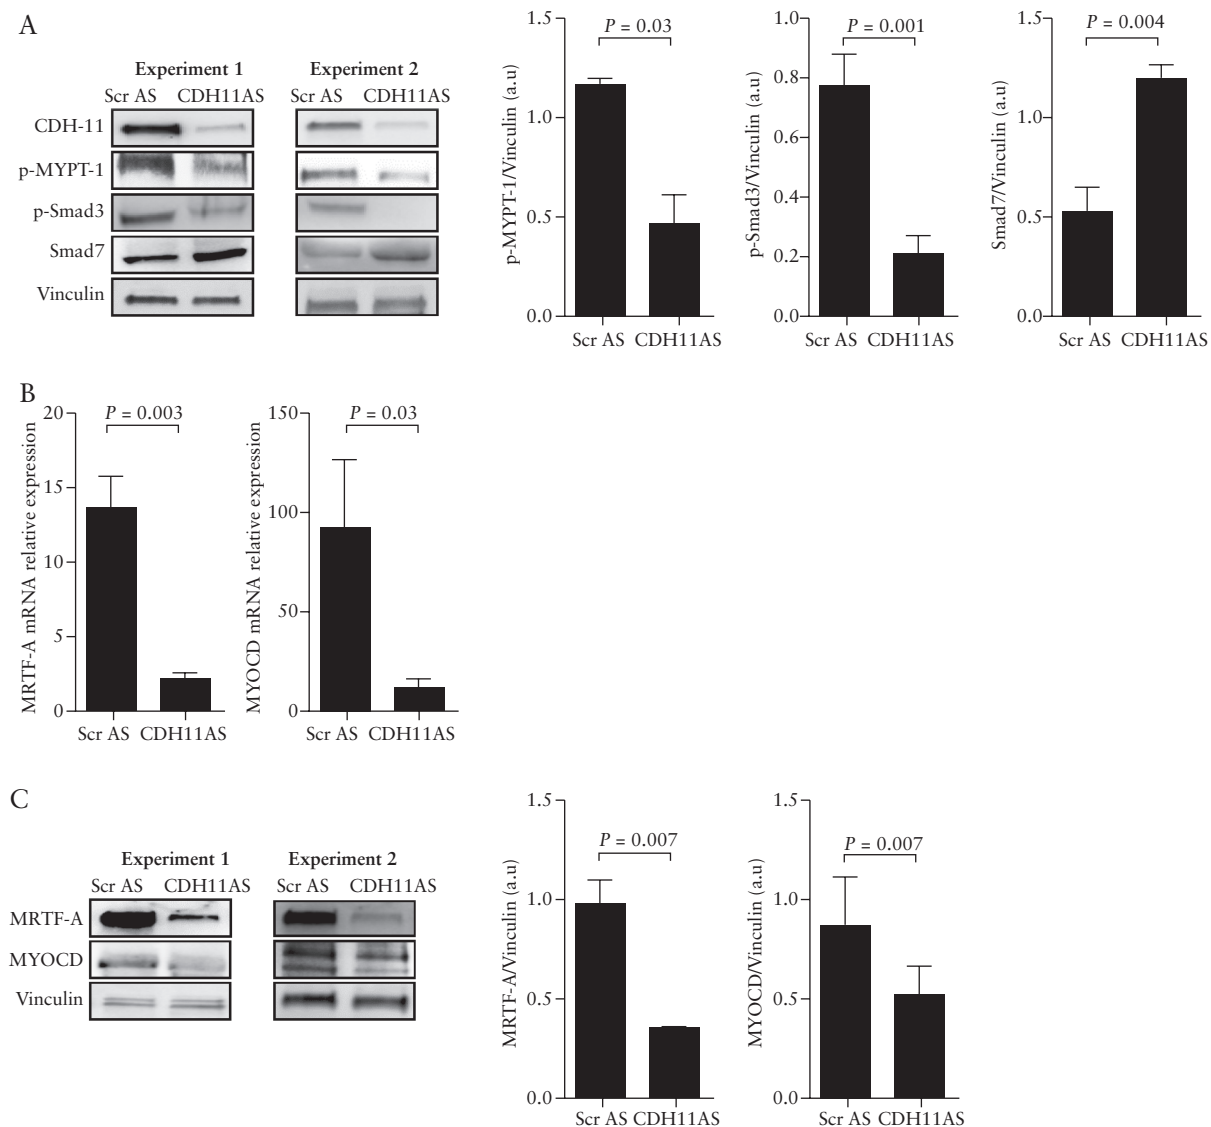 A
Experiment 1
Experiment 2
Scr AS CDH11AS
Scr AS CDH11AS
CDH-11
p-MYPT-1
p-Smad3
Smad7
Vinculin
p-MYPT-1/Vinculin (a.u)
1.5
1.0
0.5
0.0
P = 0.03
Scr AS CDH11AS
p-Smad3/Vinculin (a.u)
1.0
0.8
0.6
0.4
0.2
0.0
P = 0.001
Scr AS CDH11AS
Smad7/Vinculin (a.u)
1.5
1.0
0.5
0.0
P = 0.004
Scr AS CDH11AS
B
MRTF-A mRNA relative expression
20
15
10
5
0
P = 0.003
Scr AS CDH11AS
MYOCD mRNA relative expression
150
100
50
0
P = 0.03
Scr AS CDH11AS
C
Experiment 1
Experiment 2
Scr AS CDH11AS
Scr AS CDH11AS
MRTF-A
MYOCD
Vinculin
MRTF-A/Vinculin (a.u)
1.5
1.0
0.5
0.0
P = 0.007
Scr AS CDH11AS
MYOCD/Vinculin (a.u)
1.5
1.0
0.5
0.0
P = 0.007
Scr AS CDH11AS